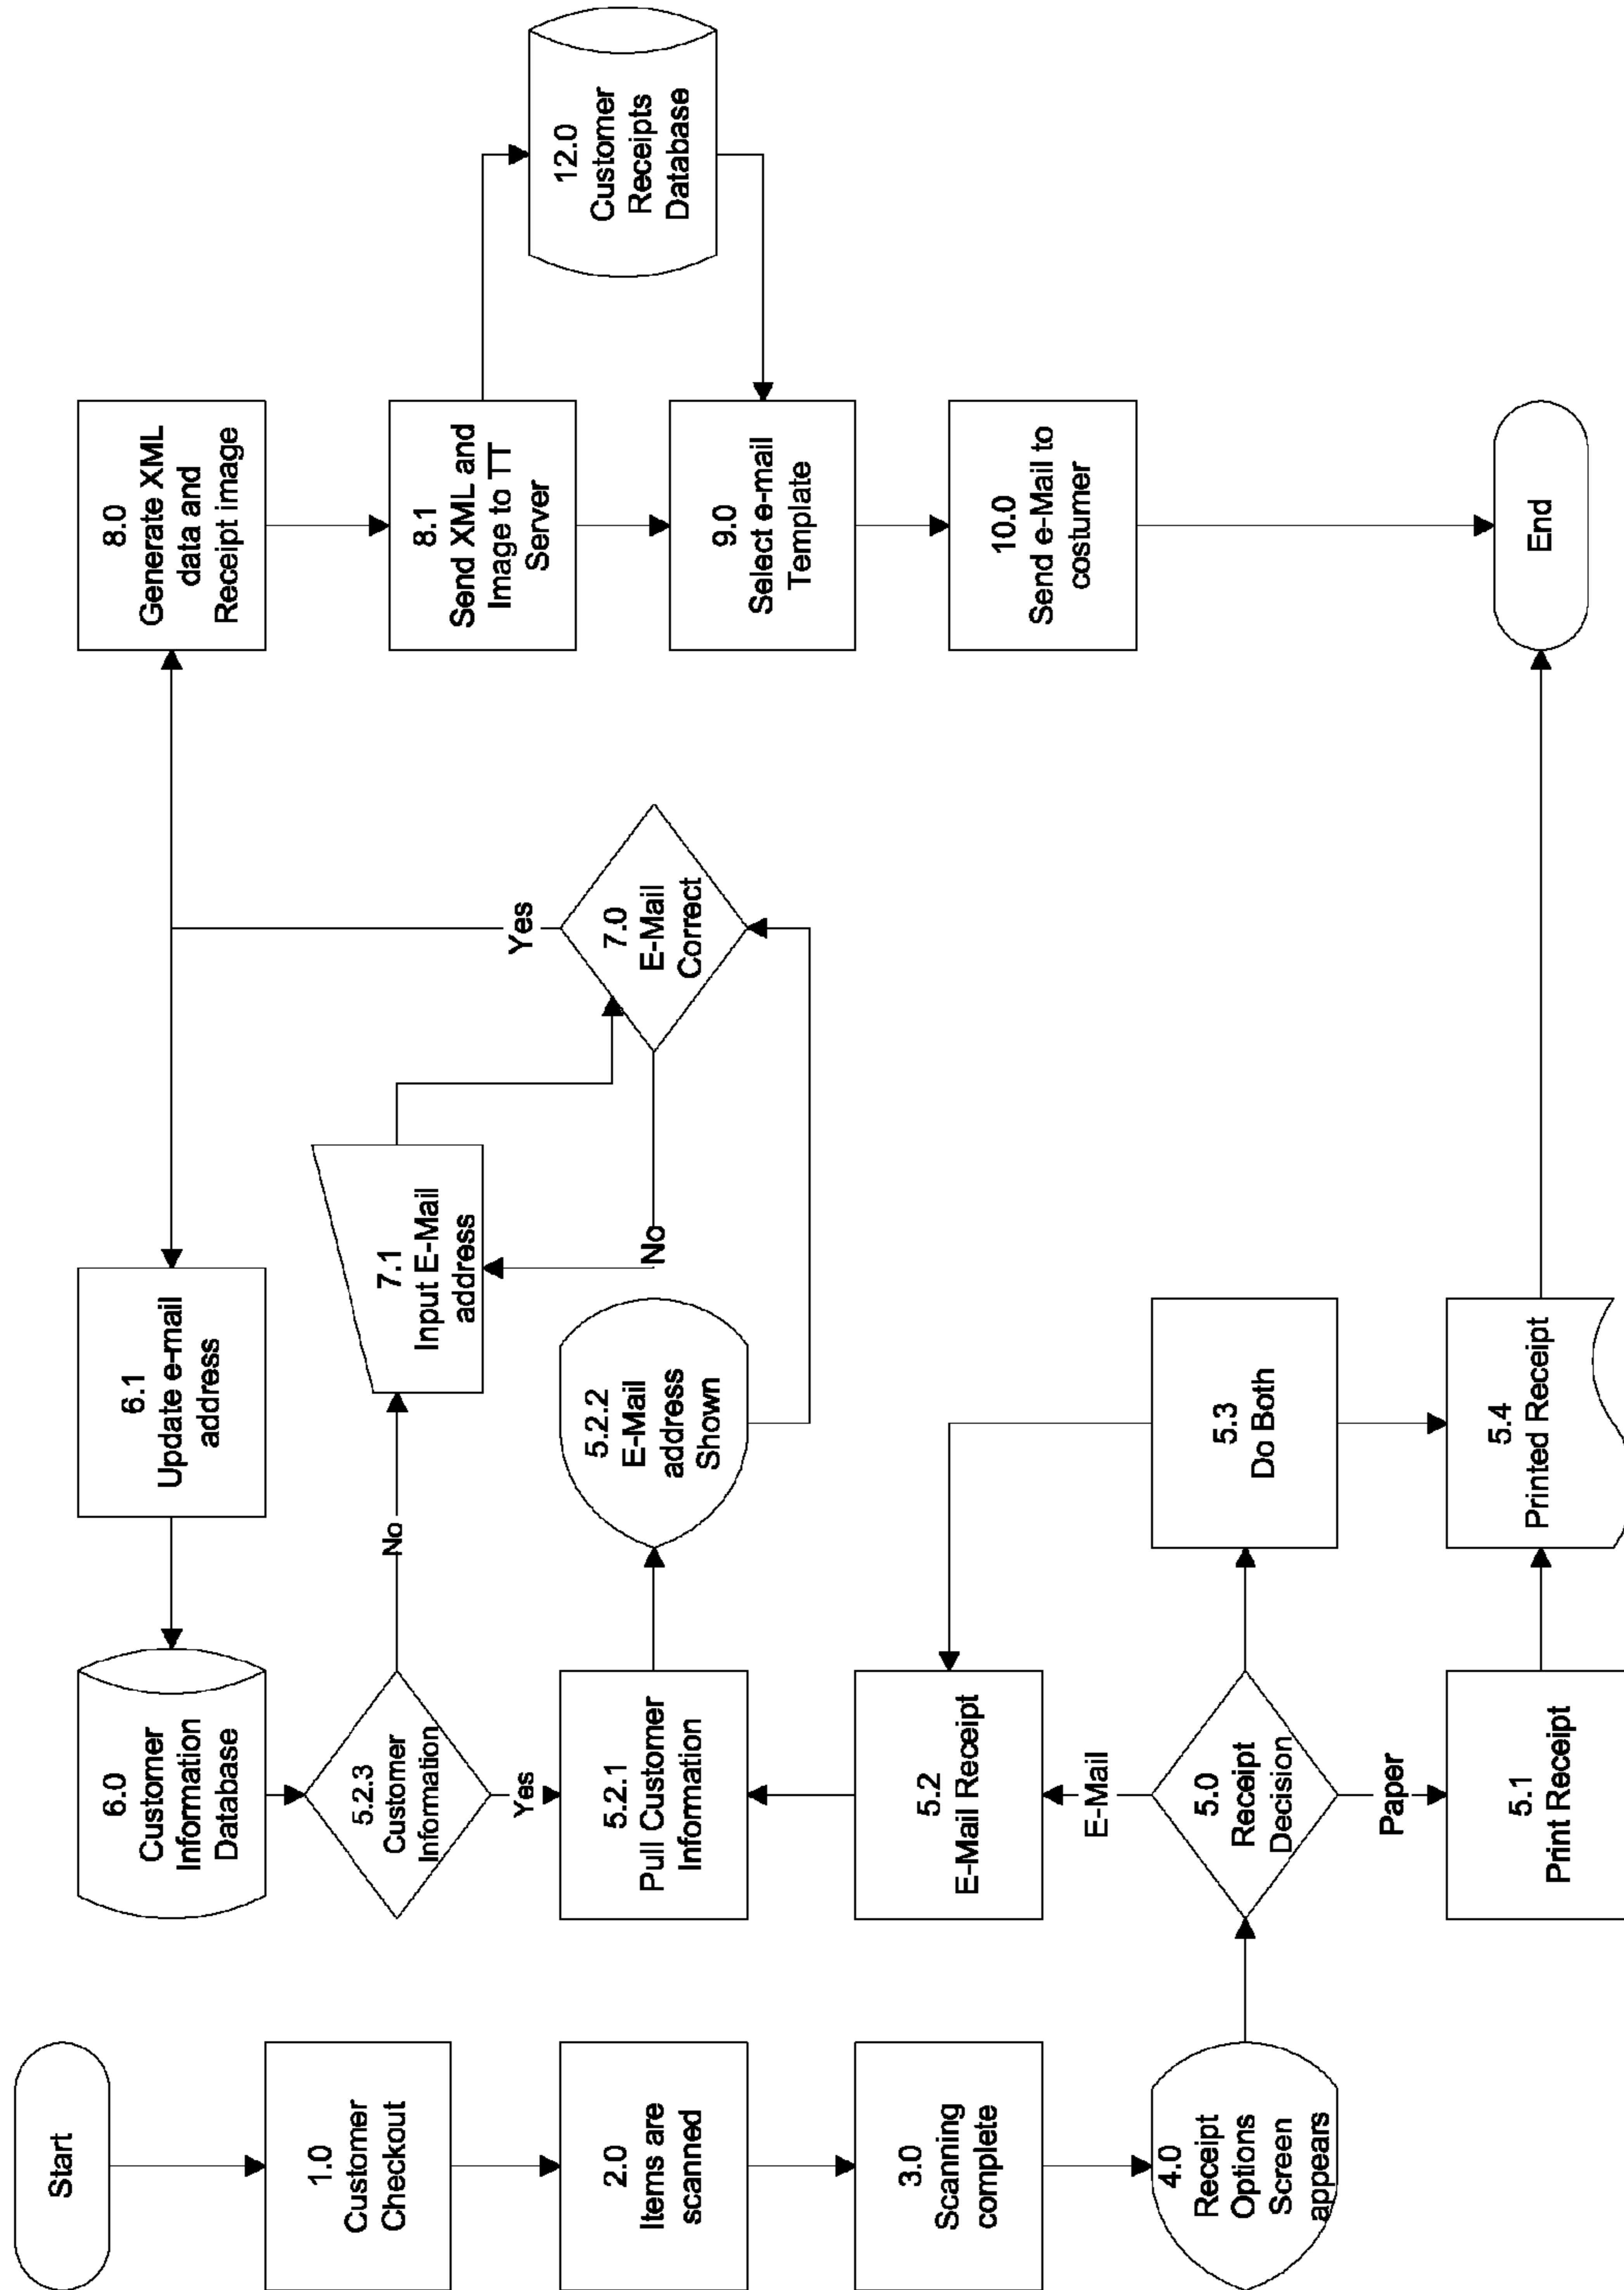 Start
1.0
Customer
Checkout
2.0
Items are
scanned
3.0
Scanning
complete
4.0
Receipt
Options
Screen
appears
5.0
Receipt
Decision
E-Mail
Paper
5.1
Print Receipt
5.2
E-Mail Receipt
5.3
Do Both
5.4
Printed Receipt
5.2.1
Pull Customer
Information
5.2.2
E-Mail
address
Shown
5.2.3
Customer
Information
Yes
No
6.0
Customer
Information
Database
6.1
Update e-mail
address
7.1
Input E-Mail
address
No
7.0
E-Mail
Correct
Yes
8.0
Generate XML
data and
Receipt image
8.1
Send XML and
Image to TT
Server
12.0
Customer
Receipts
Database
9.0
Select e-mail
Template
10.0
Send e-Mail to
costumer
End